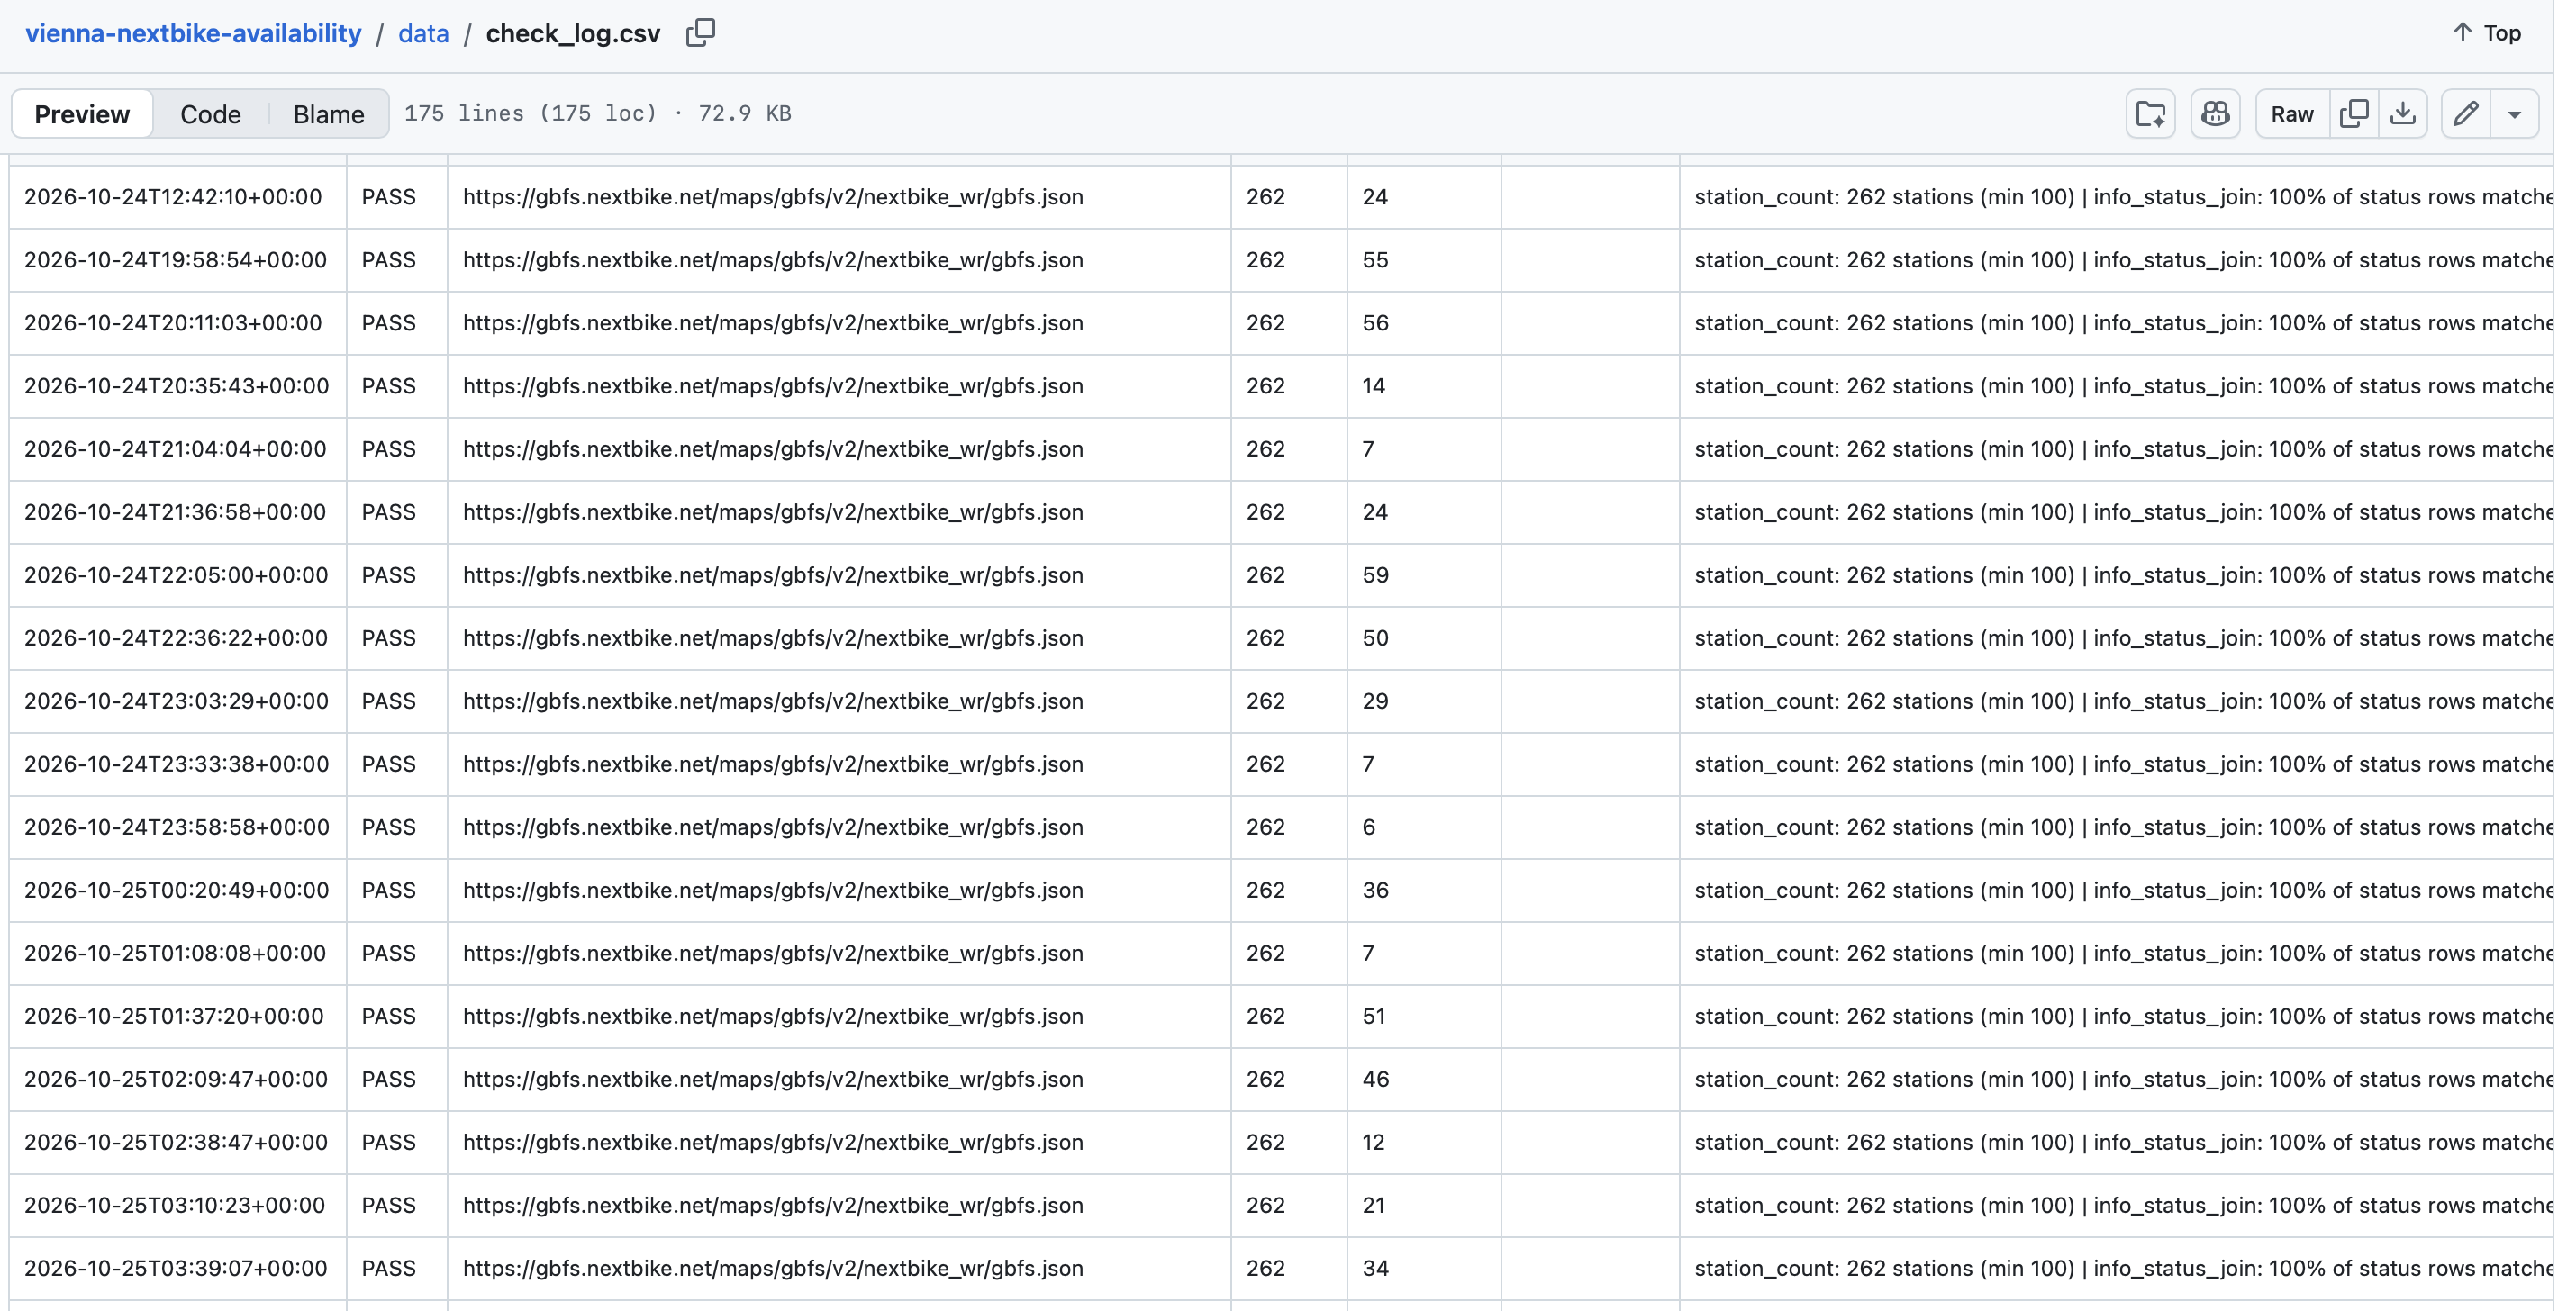 vienna-nextbike-availability / data / check_log.csv Top
Preview Code Blame 175 lines (175 loc) · 72.9 KB Raw
2026-10-24T12:42:10+00:00 PASS https://gbfs.nextbike.net/maps/gbfs/v2/nextbike_wr/gbfs.json 262 24 station_count: 262 stations (min 100) | info_status_join: 100% of status rows matche
2026-10-24T19:58:54+00:00 PASS https://gbfs.nextbike.net/maps/gbfs/v2/nextbike_wr/gbfs.json 262 55 station_count: 262 stations (min 100) | info_status_join: 100% of status rows matche
2026-10-24T20:11:03+00:00 PASS https://gbfs.nextbike.net/maps/gbfs/v2/nextbike_wr/gbfs.json 262 56 station_count: 262 stations (min 100) | info_status_join: 100% of status rows matche
2026-10-24T20:35:43+00:00 PASS https://gbfs.nextbike.net/maps/gbfs/v2/nextbike_wr/gbfs.json 262 14 station_count: 262 stations (min 100) | info_status_join: 100% of status rows matche
2026-10-24T21:04:04+00:00 PASS https://gbfs.nextbike.net/maps/gbfs/v2/nextbike_wr/gbfs.json 262 7 station_count: 262 stations (min 100) | info_status_join: 100% of status rows matche
2026-10-24T21:36:58+00:00 PASS https://gbfs.nextbike.net/maps/gbfs/v2/nextbike_wr/gbfs.json 262 24 station_count: 262 stations (min 100) | info_status_join: 100% of status rows matche
2026-10-24T22:05:00+00:00 PASS https://gbfs.nextbike.net/maps/gbfs/v2/nextbike_wr/gbfs.json 262 59 station_count: 262 stations (min 100) | info_status_join: 100% of status rows matche
2026-10-24T22:36:22+00:00 PASS https://gbfs.nextbike.net/maps/gbfs/v2/nextbike_wr/gbfs.json 262 50 station_count: 262 stations (min 100) | info_status_join: 100% of status rows matche
2026-10-24T23:03:29+00:00 PASS https://gbfs.nextbike.net/maps/gbfs/v2/nextbike_wr/gbfs.json 262 29 station_count: 262 stations (min 100) | info_status_join: 100% of status rows matche
2026-10-24T23:33:38+00:00 PASS https://gbfs.nextbike.net/maps/gbfs/v2/nextbike_wr/gbfs.json 262 7 station_count: 262 stations (min 100) | info_status_join: 100% of status rows matche
2026-10-24T23:58:58+00:00 PASS https://gbfs.nextbike.net/maps/gbfs/v2/nextbike_wr/gbfs.json 262 6 station_count: 262 stations (min 100) | info_status_join: 100% of status rows matche
2026-10-25T00:20:49+00:00 PASS https://gbfs.nextbike.net/maps/gbfs/v2/nextbike_wr/gbfs.json 262 36 station_count: 262 stations (min 100) | info_status_join: 100% of status rows matche
2026-10-25T01:08:08+00:00 PASS https://gbfs.nextbike.net/maps/gbfs/v2/nextbike_wr/gbfs.json 262 7 station_count: 262 stations (min 100) | info_status_join: 100% of status rows matche
2026-10-25T01:37:20+00:00 PASS https://gbfs.nextbike.net/maps/gbfs/v2/nextbike_wr/gbfs.json 262 51 station_count: 262 stations (min 100) | info_status_join: 100% of status rows matche
2026-10-25T02:09:47+00:00 PASS https://gbfs.nextbike.net/maps/gbfs/v2/nextbike_wr/gbfs.json 262 46 station_count: 262 stations (min 100) | info_status_join: 100% of status rows matche
2026-10-25T02:38:47+00:00 PASS https://gbfs.nextbike.net/maps/gbfs/v2/nextbike_wr/gbfs.json 262 12 station_count: 262 stations (min 100) | info_status_join: 100% of status rows matche
2026-10-25T03:10:23+00:00 PASS https://gbfs.nextbike.net/maps/gbfs/v2/nextbike_wr/gbfs.json 262 21 station_count: 262 stations (min 100) | info_status_join: 100% of status rows matche
2026-10-25T03:39:07+00:00 PASS https://gbfs.nextbike.net/maps/gbfs/v2/nextbike_wr/gbfs.json 262 34 station_count: 262 stations (min 100) | info_status_join: 100% of status rows matche